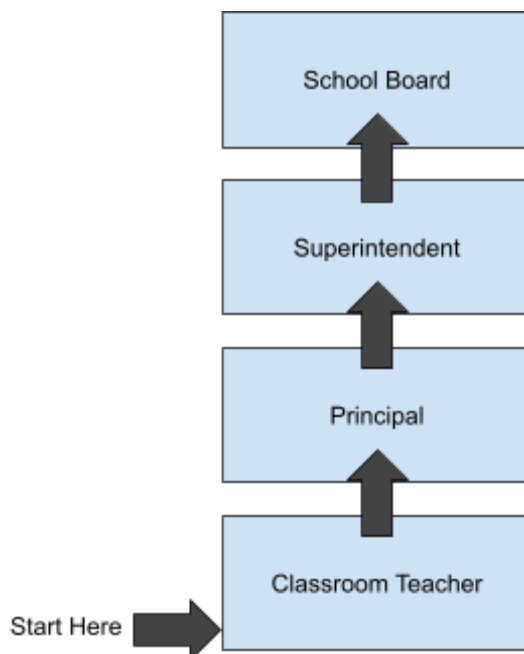 School Board
Superintendent
Principal
Classroom Teacher
Start Here